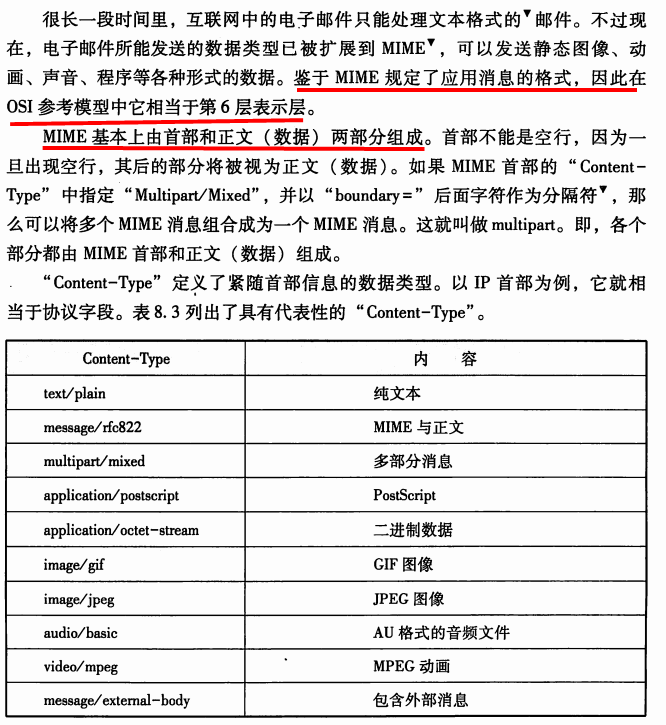 很长一段时间里，互联网中的电子邮件只能处理文本格式的▼邮件。不过现
在，电子邮件所能发送的数据类型已被扩展到 MIME▼，可以发送静态图像、动
画、声音、程序等各种形式的数据。鉴于 MIME 规定了应用消息的格式，因此在
OSI 参考模型中它相当于第 6 层表示层。
MIME 基本上由首部和正文（数据）两部分组成。首部不能是空行，因为一
旦出现空行，其后的部分将被视为正文（数据）。如果 MIME 首部的“Content-
Type”中指定“Multipart/Mixed”，并以“boundary=”后面字符作为分隔符▼，那
么可以将多个 MIME 消息组合成为一个 MIME 消息。这就叫做 multipart。即，各个
部分都由 MIME 首部和正文（数据）组成。
“Content-Type”定义了紧随首部信息的数据类型。以 IP 首部为例，它就相
当于协议字段。表 8.3 列出了具有代表性的“Content-Type”。
Content-Type 内 容
text/plain 纯文本
message/rfc822 MIME 与正文
multipart/mixed 多部分消息
application/postscript PostScript
application/octet-stream 二进制数据
image/gif GIF 图像
image/jpeg JPEG 图像
audio/basic AU 格式的音频文件
video/mpeg MPEG 动画
message/external-body 包含外部消息